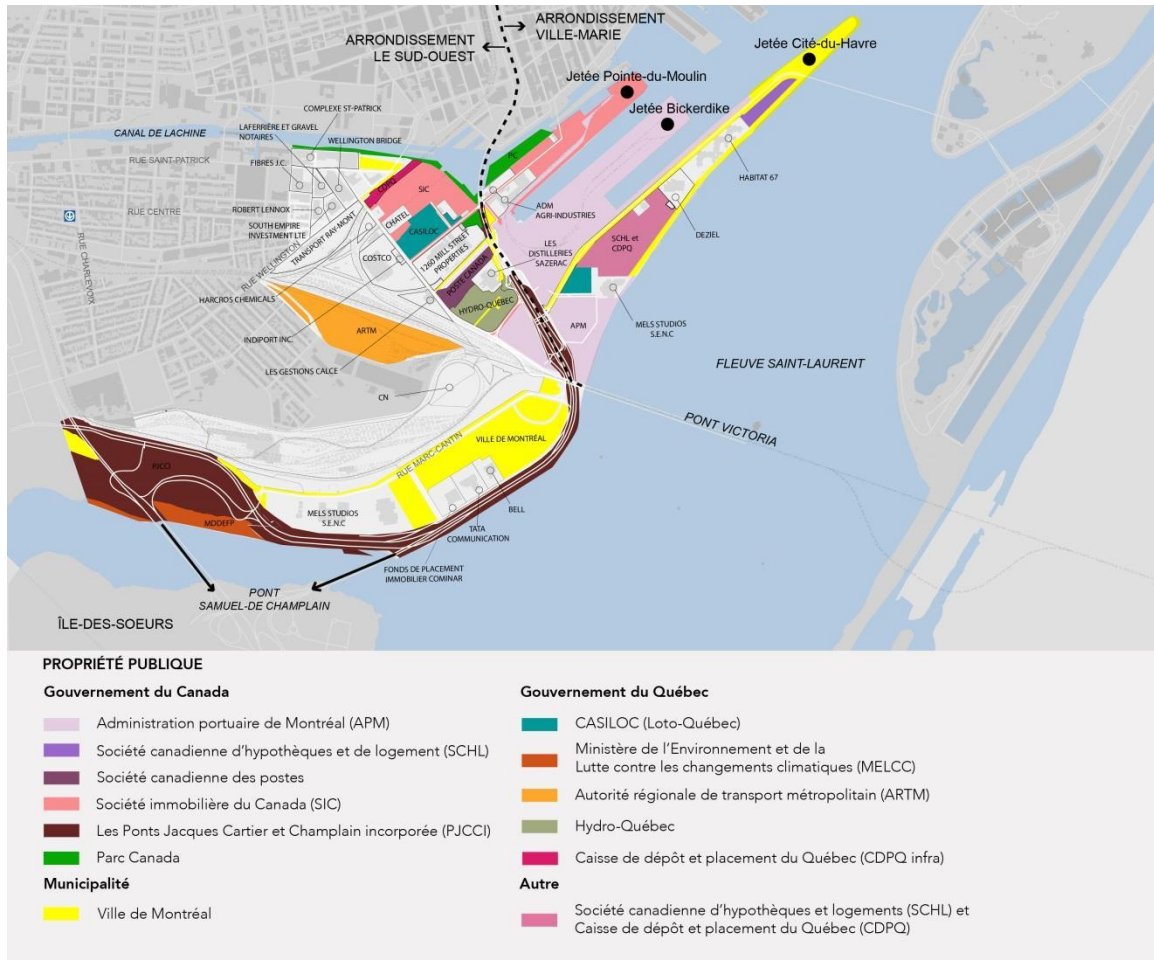 ARRONDISSEMENT
VILLE-MARIE
ARRONDISSEMENT
LE SUD-OUEST
Jetée Cité-du-Havre
Jetée Pointe-du-Moulin
Jetée Bickerdike
COMPLEXE ST-PATRICK
CANAL DE LACHINE
LAFERRIÈRE ET GRAVEL
NOTAIRES
WELLINGTON BRIDGE
RUE SAINT-PATRICK
FIBRES J.C.
PC
CDPQ
SIC
HABITAT 67
ADM
AGRI-INDUSTRIES
RUE CENTRE
ROBERT LENNOX
CHATEL
CASILOC
SOUTH EMPIRE
INVESTMENT LTE
TRANSPORT RAY-MONT
DEZIEL
SCHL et
CDPQ
LES
DISTILLERIES
SAZERAC
COSTCO
1260 MILL STREET
PROPERTIES
RUE CHARLEVOIX
RUE WELLINGTON
POSTE CANADA
HARCROS CHEMICALS
HYDRO-QUÉBEC
MELS STUDIOS
S.E.N.C
APM
ARTM
INDIPORT INC.
FLEUVE SAINT-LAURENT
LES GESTIONS CALCE
CN
PONT VICTORIA
RUE MARC-CANTIN
VILLE DE MONTRÉAL
PJCCI
MELS STUDIOS
S.E.N.C
BELL
MDDEFP
TATA
COMMUNICATION
FONDS DE PLACEMENT
IMMOBILIER COMINAR
PONT
SAMUEL-DE CHAMPLAIN
ÎLE-DES-SOEURS
PROPRIÉTÉ PUBLIQUE
Gouvernement du Canada
Administration portuaire de Montréal (APM)
Société canadienne d'hypothèques et de logement (SCHL)
Société canadienne des postes
Société immobilière du Canada (SIC)
Les Ponts Jacques Cartier et Champlain incorporée (PJCCI)
Parc Canada
Municipalité
Ville de Montréal
Gouvernement du Québec
CASILOC (Loto-Québec)
Ministère de l'Environnement et de la
Lutte contre les changements climatiques (MELCC)
Autorité régionale de transport métropolitain (ARTM)
Hydro-Québec
Caisse de dépôt et placement du Québec (CDPQ infra)
Autre
Société canadienne d'hypothèques et logements (SCHL) et
Caisse de dépôt et placement du Québec (CDPQ)